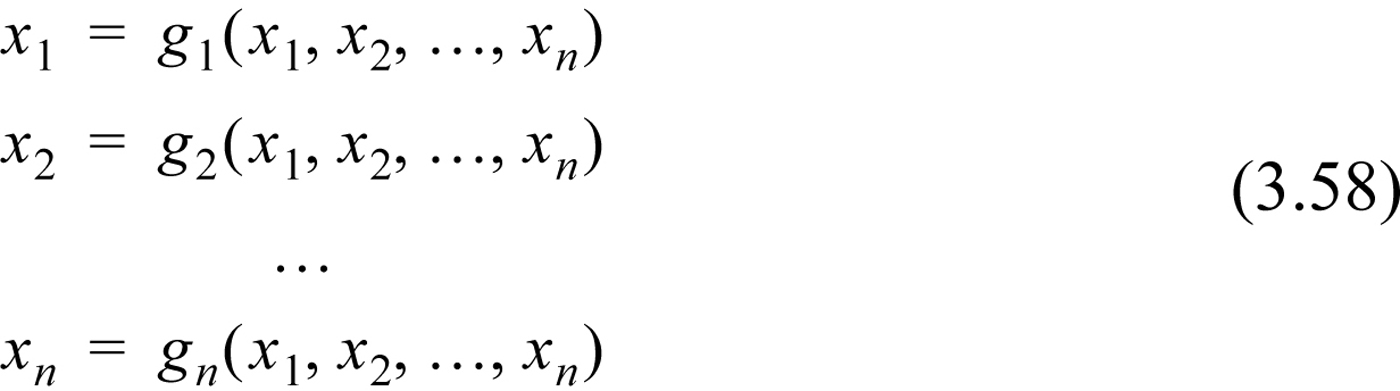 x₁ = g₁(x₁, x₂, …, xₙ)
x₂ = g₂(x₁, x₂, …, xₙ)
(3.58)
…
xₙ = gₙ(x₁, x₂, …, xₙ)